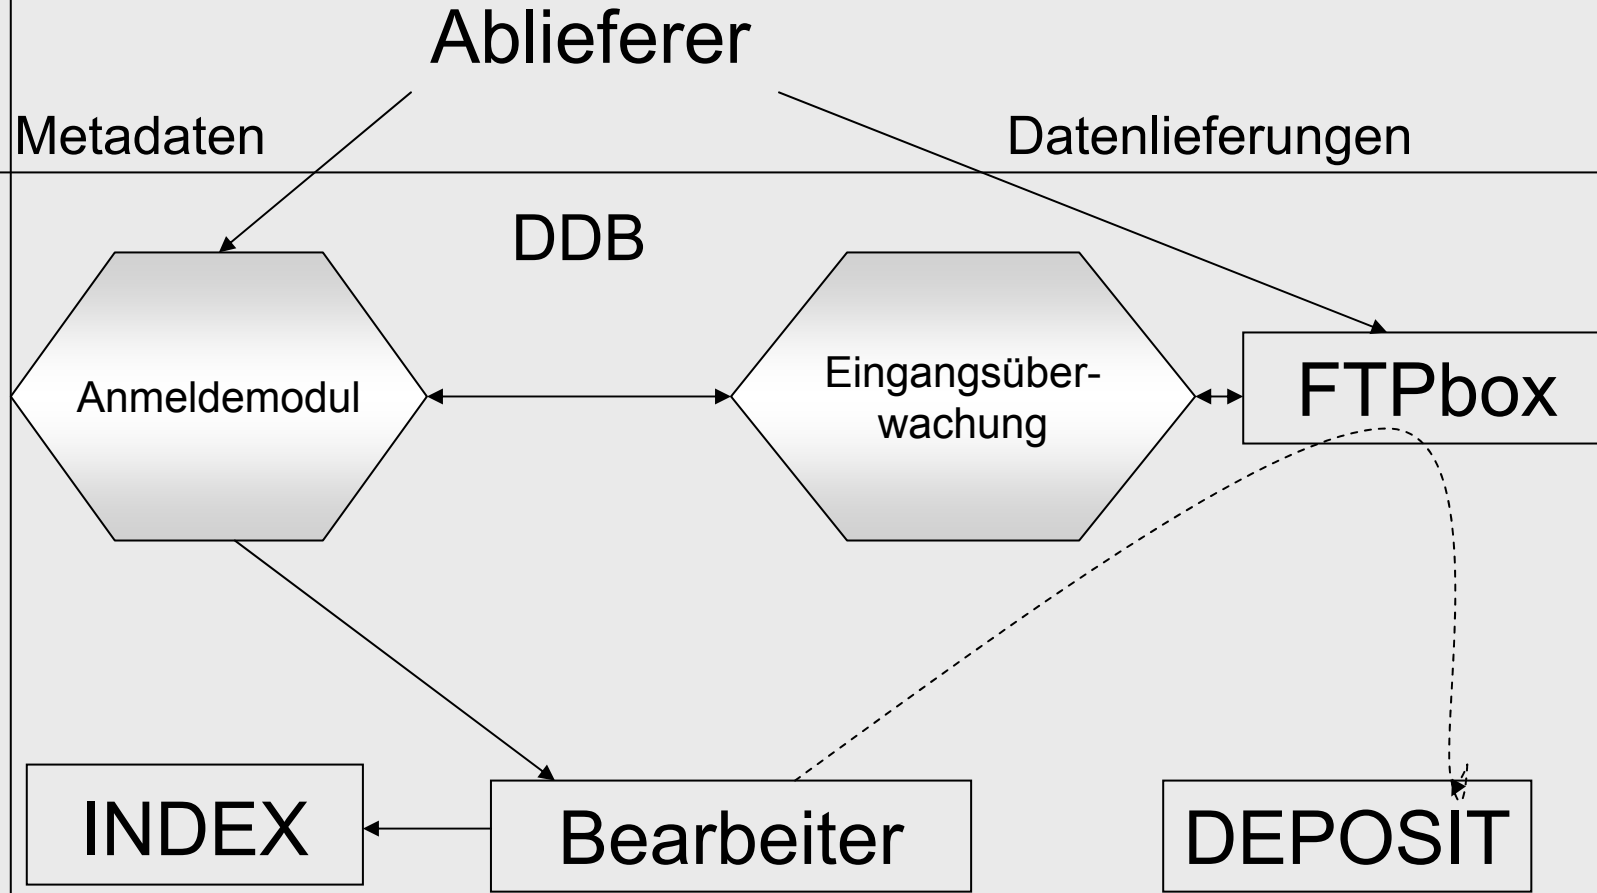 Ablieferer
Metadaten
Datenlieferungen
DDB
Anmeldemodul
Eingangsüber-
wachung
FTPbox
INDEX
Bearbeiter
DEPOSIT